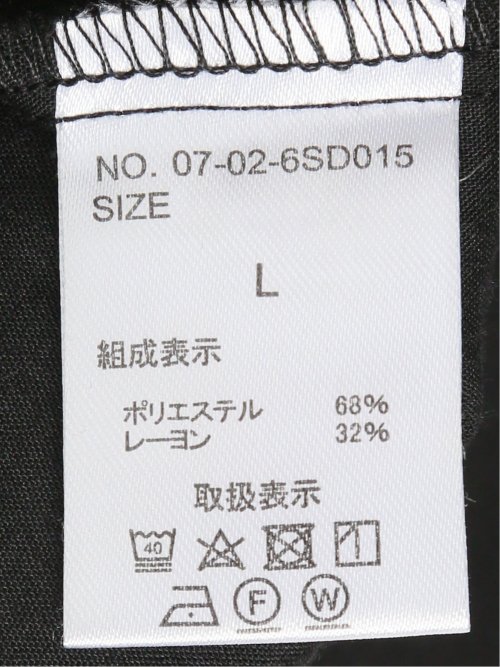 NO. 07-02-6SD015
SIZE
L
組成表示
ポリエステル 68%
レーヨン 32%
取扱表示
40
F W